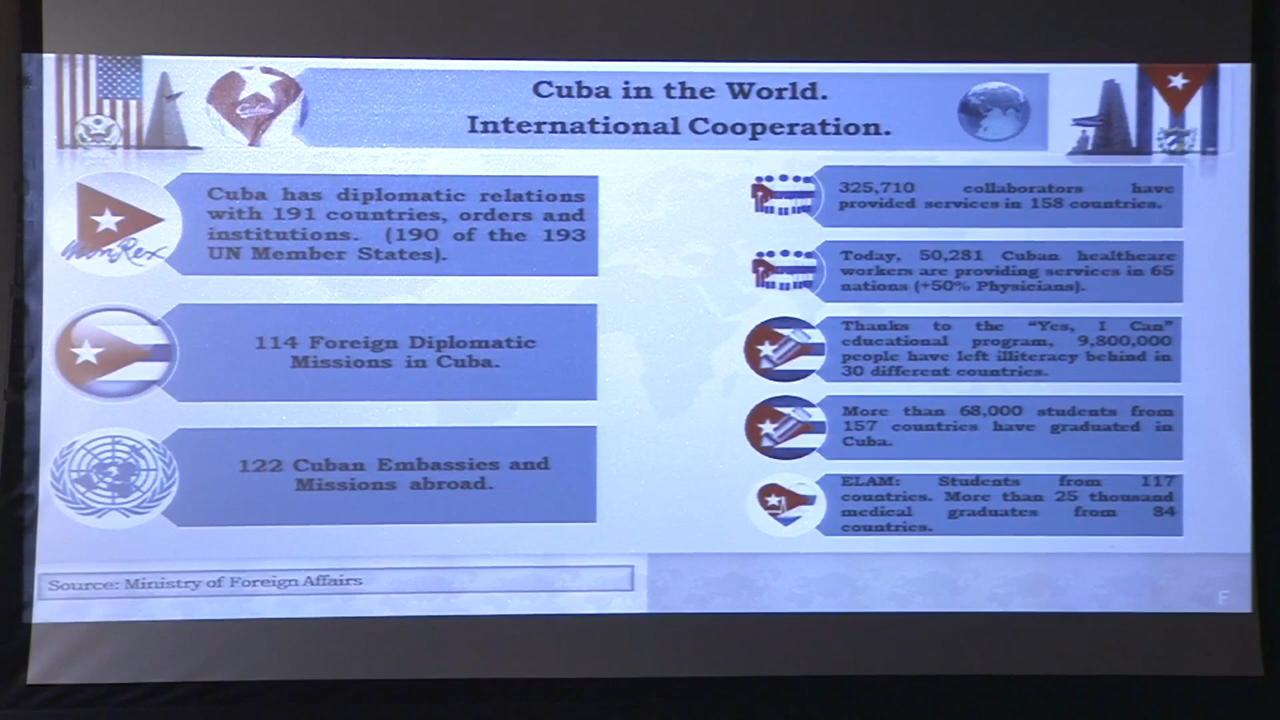 Cuba in the World.
International Cooperation.
Cuba has diplomatic relations
with 191 countries, orders and
institutions. (190 of the 193
UN Member States).
MinRex
114 Foreign Diplomatic
Missions in Cuba.
122 Cuban Embassies and
Missions abroad.
325,710 collaborators have
provided services in 158 countries.
Today, 50,281 Cuban healthcare
workers are providing services in 65
nations (+50% Physicians).
Thanks to the "Yes, I Can"
educational program, 9,800,000
people have left illiteracy behind in
30 different countries.
More than 68,000 students from
157 countries have graduated in
Cuba.
ELAM: Students from 117
countries. More than 25 thousand
medical graduates from 84
countries.
Source: Ministry of Foreign Affairs
F